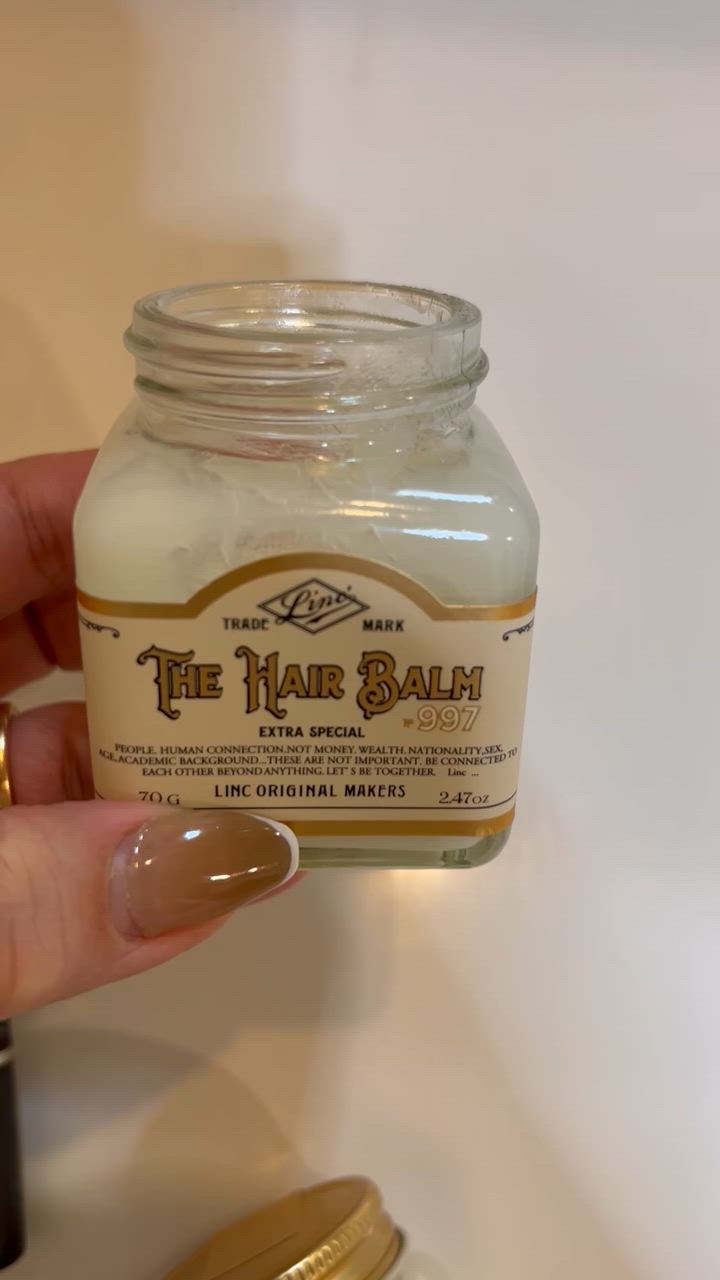 Linc's
TRADE MARK
THE HAIR BALM
Nº997
EXTRA SPECIAL
PEOPLE. HUMAN CONNECTION.NOT MONEY. WEALTH. NATIONALITY,SEX,
AGE,ACADEMIC BACKGROUND...THESE ARE NOT IMPORTANT. BE CONNECTED TO
EACH OTHER BEYOND ANYTHING. LET'S BE TOGETHER. Linc ...
70 G LINC ORIGINAL MAKERS 2.47OZ